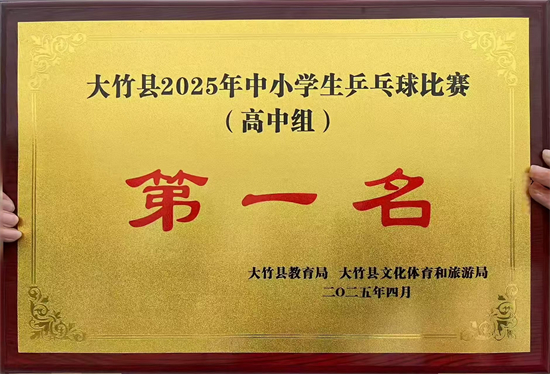 大竹县2025年中小学生乒乓球比赛
（高中组）
第一名
大竹县教育局 大竹县文化体育和旅游局
二〇二五年四月